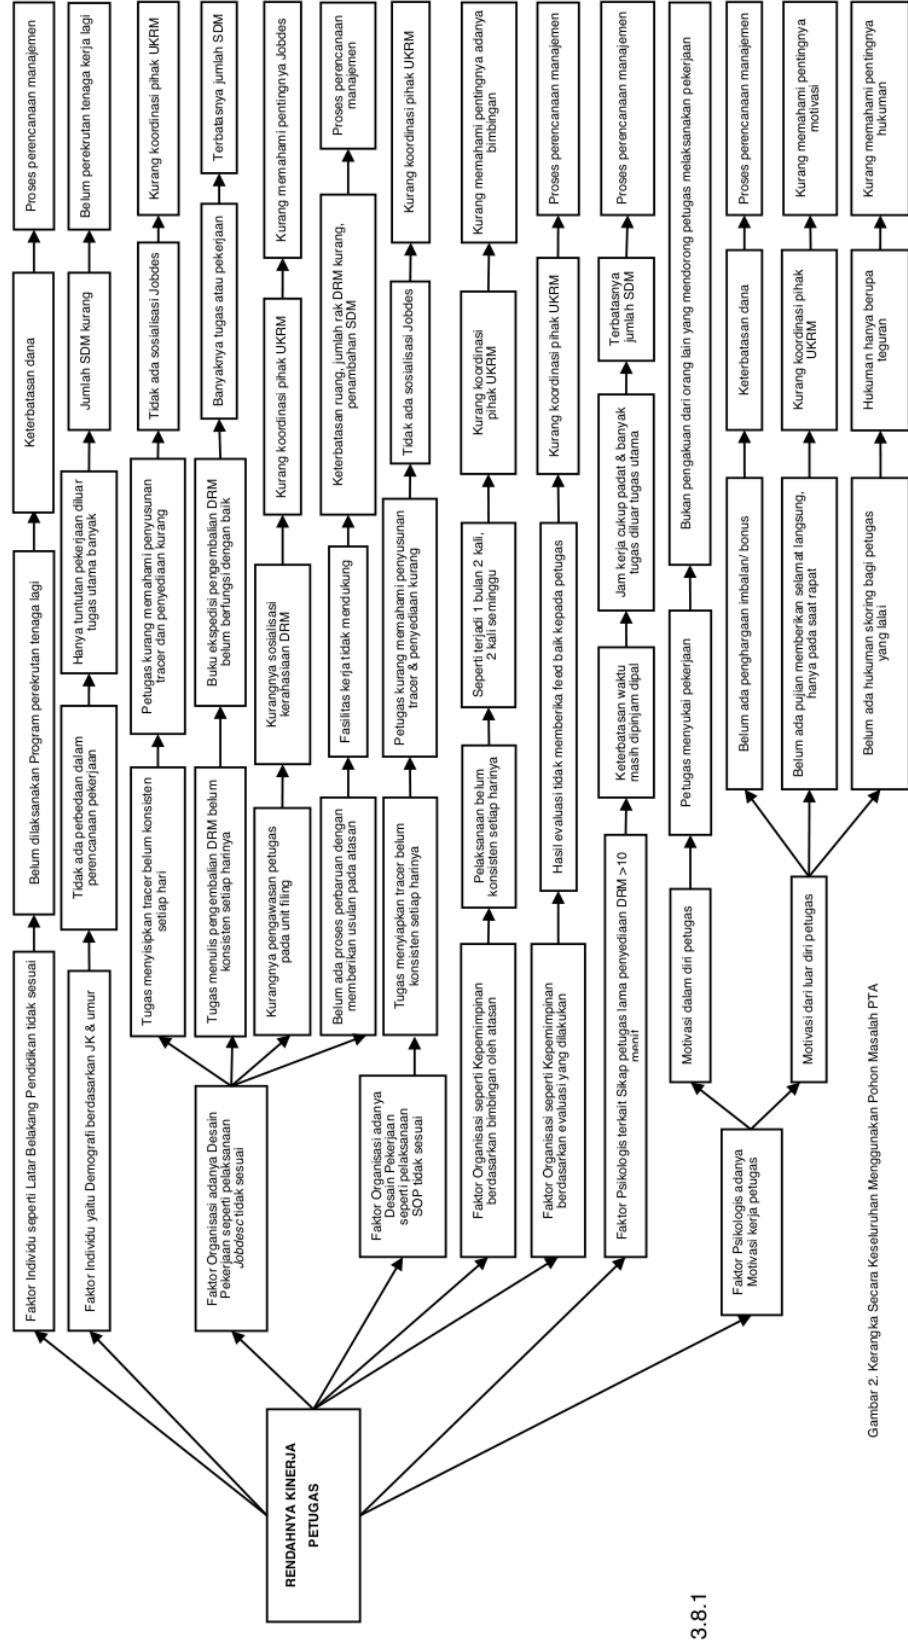 RENDAHNYA KINERJA
PETUGAS
Faktor Individu seperti Latar Belakang Pendidikan tidak sesuai
Belum dilaksanakan Program perekrutan tenaga lagi
Keterbatasan dana
Proses perencanaan manajemen
Faktor Individu yaitu Demografi berdasarkan JK & umur
Tidak ada perbedaan dalam
perencanaan pekerjaan
Hanya tuntutan pekerjaan diluar
tugas utama banyak
Jumlah SDM kurang
Belum perekrutan tenaga kerja lagi
Faktor Organisasi adanya Desain
Pekerjaan seperti pelaksanaan
Jobdesc tidak sesuai
Tugas menyisipkan tracer belum konsisten
setiap hari
Petugas kurang memahami penyusunan
tracer dan penyediaan kurang
Tidak ada sosialisasi Jobdes
Kurang koordinasi pihak UKRM
Tugas menulis pengembalian DRM belum
konsisten setiap harinya
Buku ekspedisi pengembalian DRM
belum berfungsi dengan baik
Banyaknya tugas atau pekerjaan
Terbatasnya jumlah SDM
Kurangnya pengawasan petugas
pada unit filing
Kurangnya sosialisasi
kerahasiaan DRM
Kurang koordinasi pihak UKRM
Kurang memahami pentingnya Jobdes
Belum ada proses perbaruan dengan
memberikan usulan pada atasan
Fasilitas kerja tidak mendukung
Keterbatasan ruang, jumlah rak DRM kurang,
penambahan SDM
Proses perencanaan
manajemen
Faktor Organisasi adanya
Desain Pekerjaan
seperti pelaksanaan
SOP tidak sesuai
Tugas menyiapkan tracer belum
konsisten setiap harinya
Petugas kurang memahami penyusunan
tracer & penyediaan kurang
Tidak ada sosialisasi Jobdes
Kurang koordinasi pihak UKRM
Faktor Organisasi seperti Kepemimpinan
berdasarkan bimbingan oleh atasan
Pelaksanaan belum
konsisten setiap harinya
Seperti terjadi 1 bulan 2 kali,
2 kali seminggu
Kurang koordinasi
pihak UKRM
Kurang memahami pentingnya adanya
bimbingan
Faktor Organisasi seperti Kepemimpinan
berdasarkan evaluasi yang dilakukan
Hasil evaluasi tidak memberika feed baik kepada petugas
Kurang koordinasi pihak UKRM
Proses perencanaan manajemen
Faktor Psikologis terkait Sikap petugas lama penyediaan DRM >10
menit
Keterbatasan waktu
masih dipinjam dipal
Jam kerja cukup padat & banyak
tugas diluar tugas utama
Terbatasnya
jumlah SDM
Proses perencanaan manajemen
Faktor Psikologis adanya
Motivasi kerja petugas
Motivasi dalam diri petugas
Petugas menyukai pekerjaan
Bukan pengakuan dari orang lain yang mendorong petugas melaksanakan pekerjaan
Motivasi dari luar diri petugas
Belum ada penghargaan imbalan/ bonus
Keterbatasan dana
Proses perencanaan manajemen
Belum ada pujian memberikan selamat langsung,
hanya pada saat rapat
Kurang koordinasi pihak
UKRM
Kurang memahami pentingnya
motivasi
Belum ada hukuman skoring bagi petugas
yang lalai
Hukuman hanya berupa
teguran
Kurang memahami pentingnya
hukuman
Gambar 2. Kerangka Secara Keseluruhan Menggunakan Pohon Masalah PTA
3.8.1